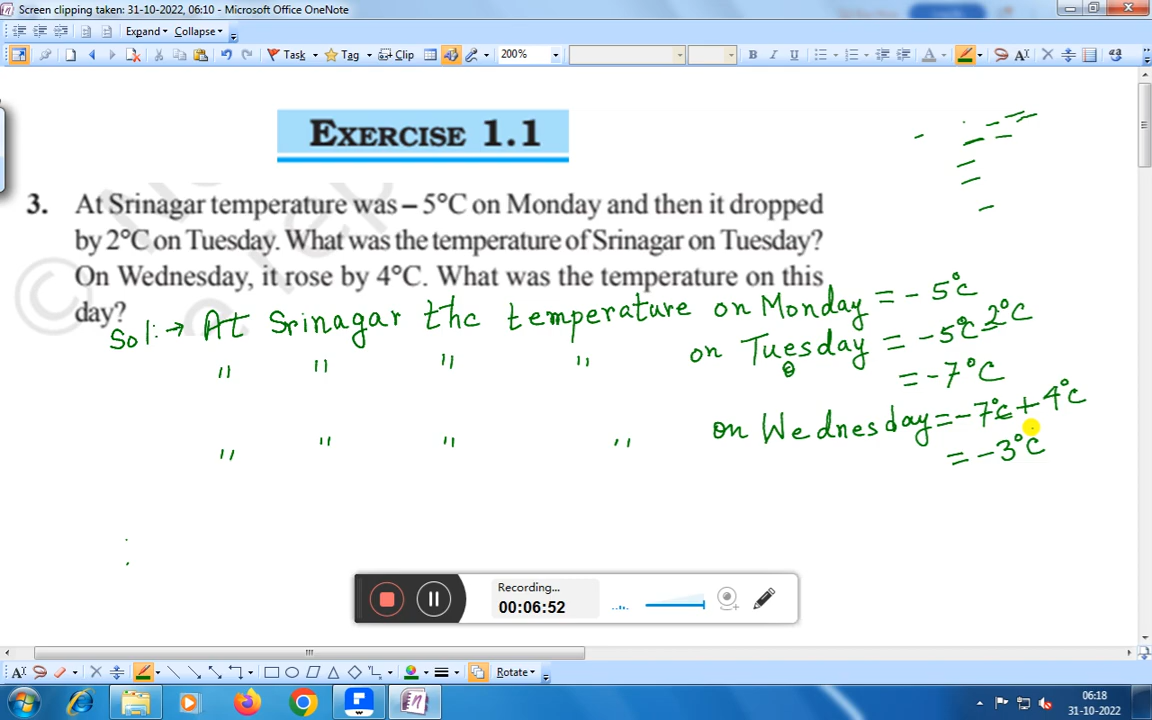 Screen clipping taken: 31-10-2022, 06:10 - Microsoft Office OneNote
Expand Collapse
Task Tag Clip 200% B I U A
EXERCISE 1.1
3. At Srinagar temperature was – 5°C on Monday and then it dropped
by 2°C on Tuesday. What was the temperature of Srinagar on Tuesday?
On Wednesday, it rose by 4°C. What was the temperature on this
day?
Sol:→ At Srinagar the temperature on Monday = -5°C
" " " " on Tuesday = -5°C -2°C
= -7°C
" " " " on Wednesday = -7°C + 4°C
= -3°C
Recording...
00:06:52
Rotate
06:18
31-10-2022